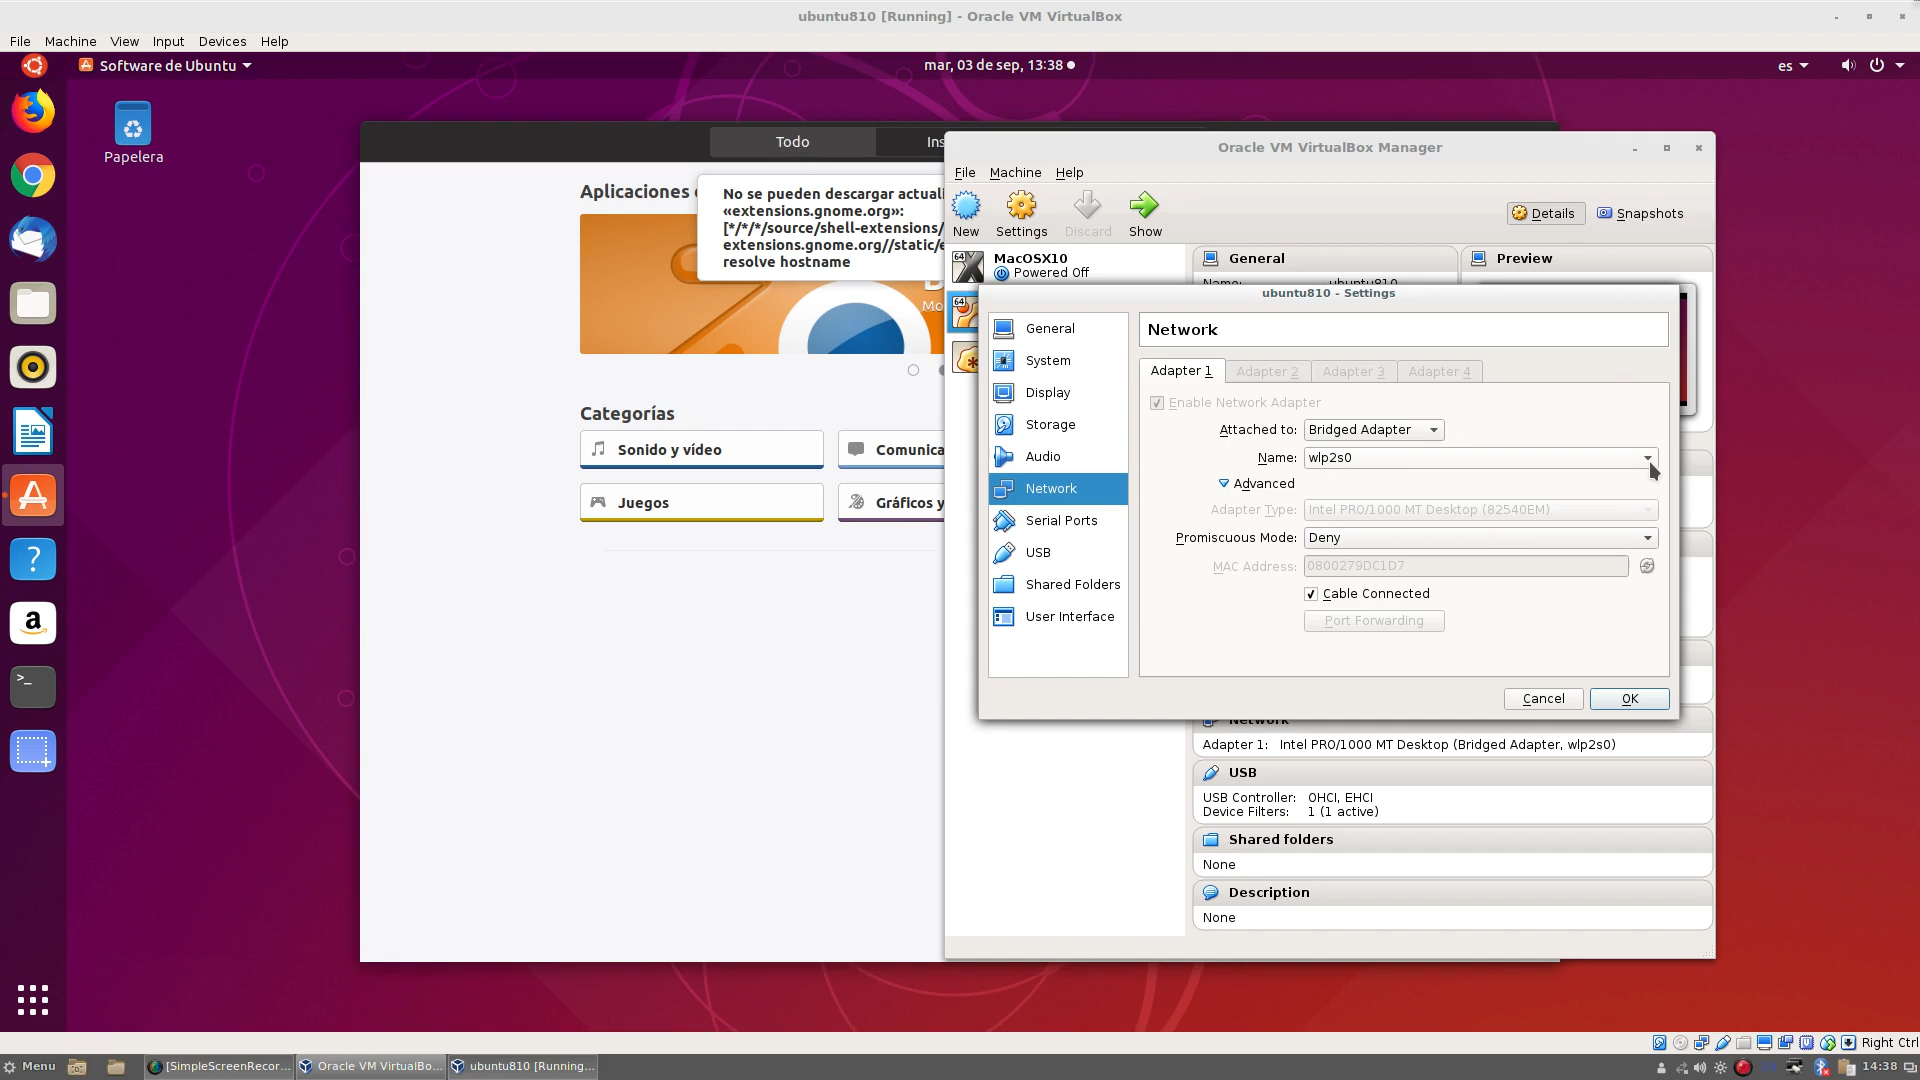 ubuntu810 [Running] - Oracle VM VirtualBox
File Machine View Input Devices Help
Software de Ubuntu
mar, 03 de sep, 13:38
es
Papelera
Todo
Ins
Aplicaciones
No se pueden descargar actuali
«extensions.gnome.org»:
[*/*/*/source/shell-extensions/
extensions.gnome.org//static/e
resolve hostname
Mo
Categorías
Sonido y vídeo
Comunica
Juegos
Gráficos y
Oracle VM VirtualBox Manager
File Machine Help
New
Settings
Discard
Show
Details
Snapshots
64
MacOSX10
Powered Off
64
General
Preview
Name: ubuntu810
ubuntu810 - Settings
General
System
Display
Storage
Audio
Network
Serial Ports
USB
Shared Folders
User Interface
Network
Adapter 1
Adapter 2
Adapter 3
Adapter 4
Enable Network Adapter
Attached to: Bridged Adapter
Name: wlp2s0
Advanced
Adapter Type: Intel PRO/1000 MT Desktop (82540EM)
Promiscuous Mode: Deny
MAC Address: 0800279DC1D7
Cable Connected
Port Forwarding
Cancel
OK
Network
Adapter 1: Intel PRO/1000 MT Desktop (Bridged Adapter, wlp2s0)
USB
USB Controller: OHCI, EHCI
Device Filters: 1 (1 active)
Shared folders
None
Description
None
Right Ctrl
Menu
[SimpleScreenRecor...
Oracle VM VirtualBo...
ubuntu810 [Running...
14:38